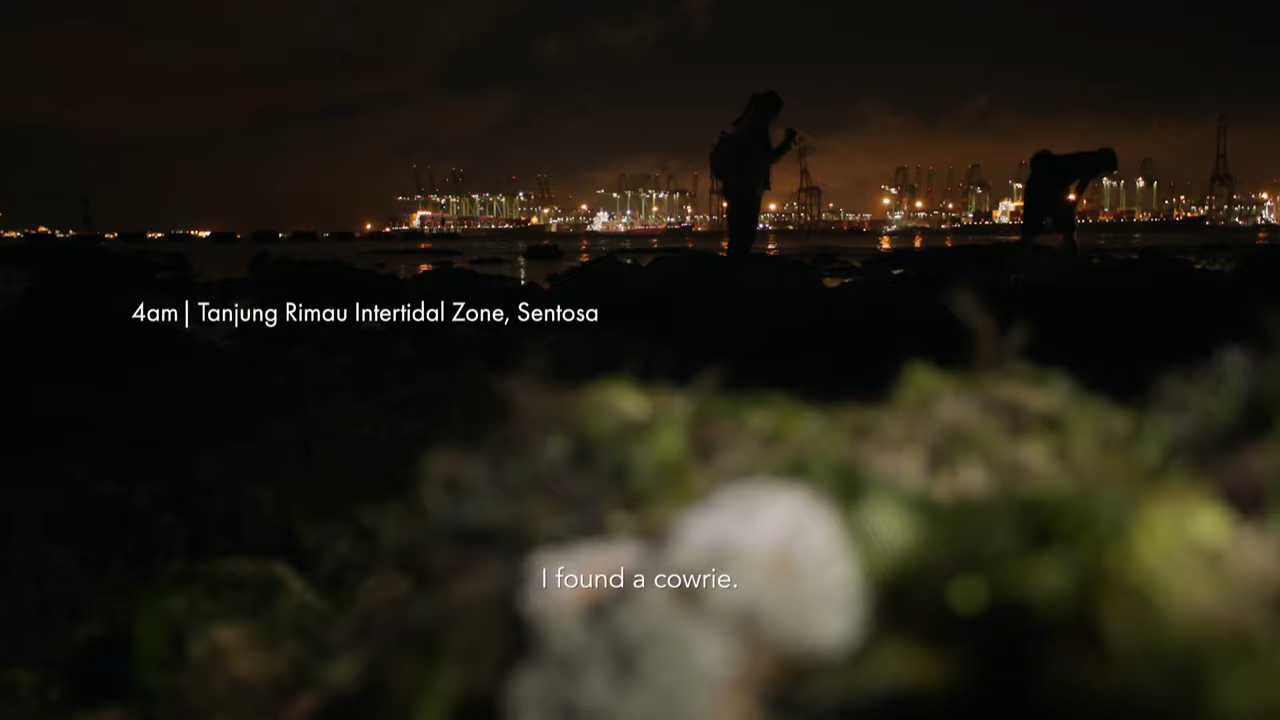 4am | Tanjung Rimau Intertidal Zone, Sentosa
I found a cowrie.